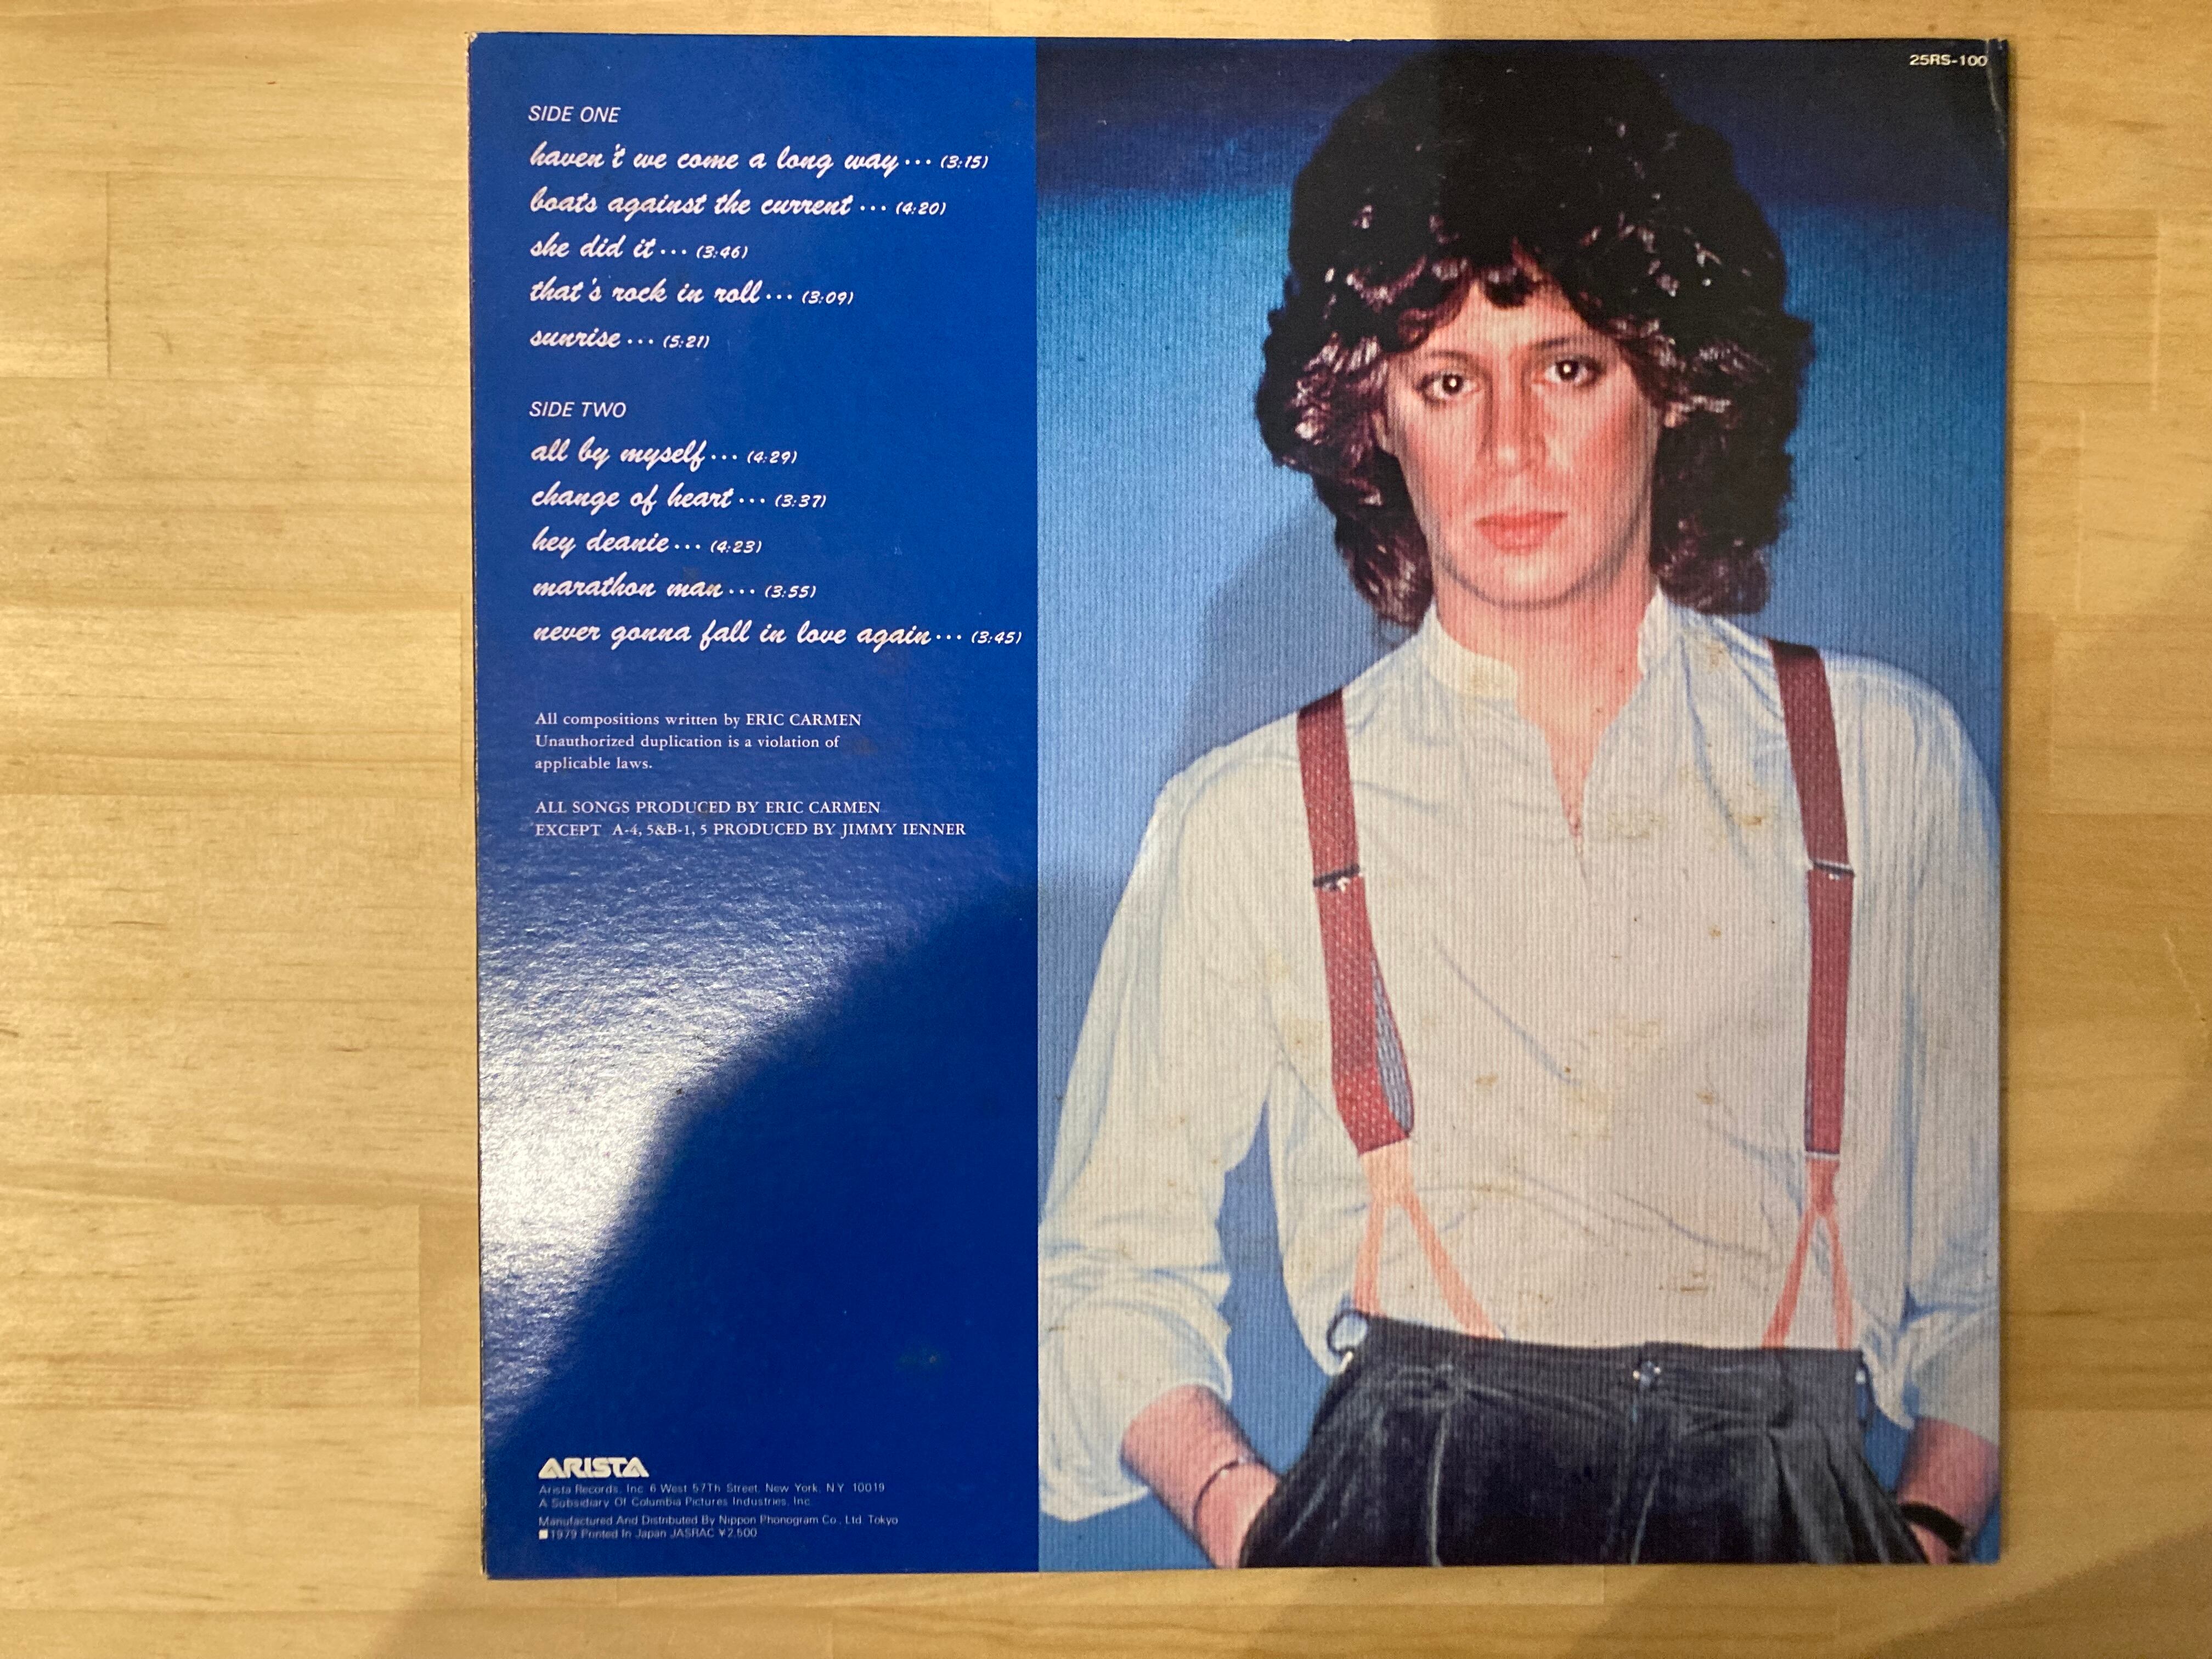 25RS-100
SIDE ONE
haven't we come a long way ··· (3:15)
boats against the current ··· (4:20)
she did it ··· (3:46)
that's rock in roll ··· (3:09)
sunrise ··· (5:21)
SIDE TWO
all by myself ··· (4:29)
change of heart ··· (3:37)
hey deanie ··· (4:23)
marathon man ··· (3:55)
never gonna fall in love again ··· (3:45)
All compositions written by ERIC CARMEN
Unauthorized duplication is a violation of
applicable laws.
ALL SONGS PRODUCED BY ERIC CARMEN
EXCEPT A-4, 5&B-1, 5 PRODUCED BY JIMMY IENNER
ARISTA
Arista Records, Inc. 6 West 57Th Street, New York, N.Y. 10019
A Subsidiary Of Columbia Pictures Industries, Inc.
Manufactured And Distributed By Nippon Phonogram Co., Ltd. Tokyo
■1979 Printed In Japan JASRAC ¥2,500